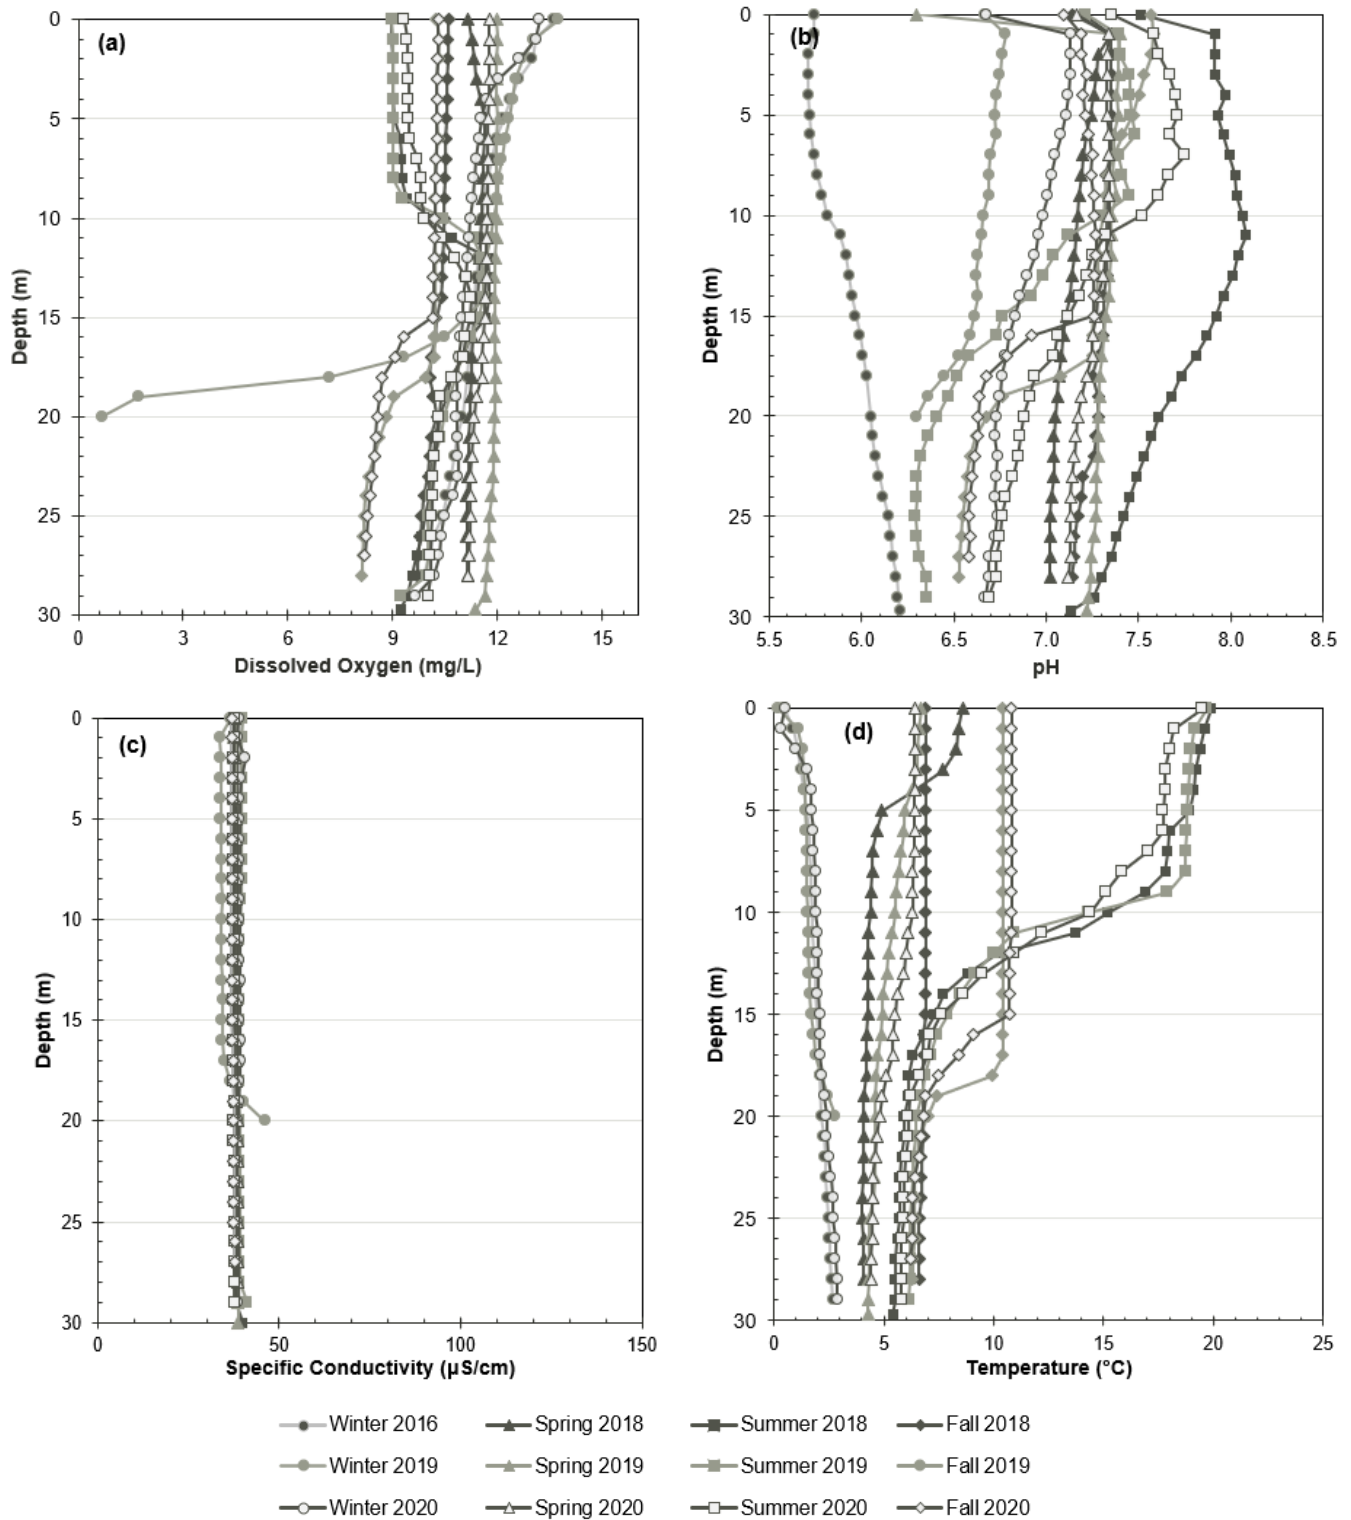 (a)
0
5
10
15
20
25
30
0 3 6 9 12 15
Depth (m)
Dissolved Oxygen (mg/L)
(b)
0
5
10
15
20
25
30
5.5 6.0 6.5 7.0 7.5 8.0 8.5
Depth (m)
pH
(c)
0
5
10
15
20
25
30
0 50 100 150
Depth (m)
Specific Conductivity (µS/cm)
(d)
0
5
10
15
20
25
30
0 5 10 15 20 25
Depth (m)
Temperature (°C)
Winter 2016 Spring 2018 Summer 2018 Fall 2018
Winter 2019 Spring 2019 Summer 2019 Fall 2019
Winter 2020 Spring 2020 Summer 2020 Fall 2020